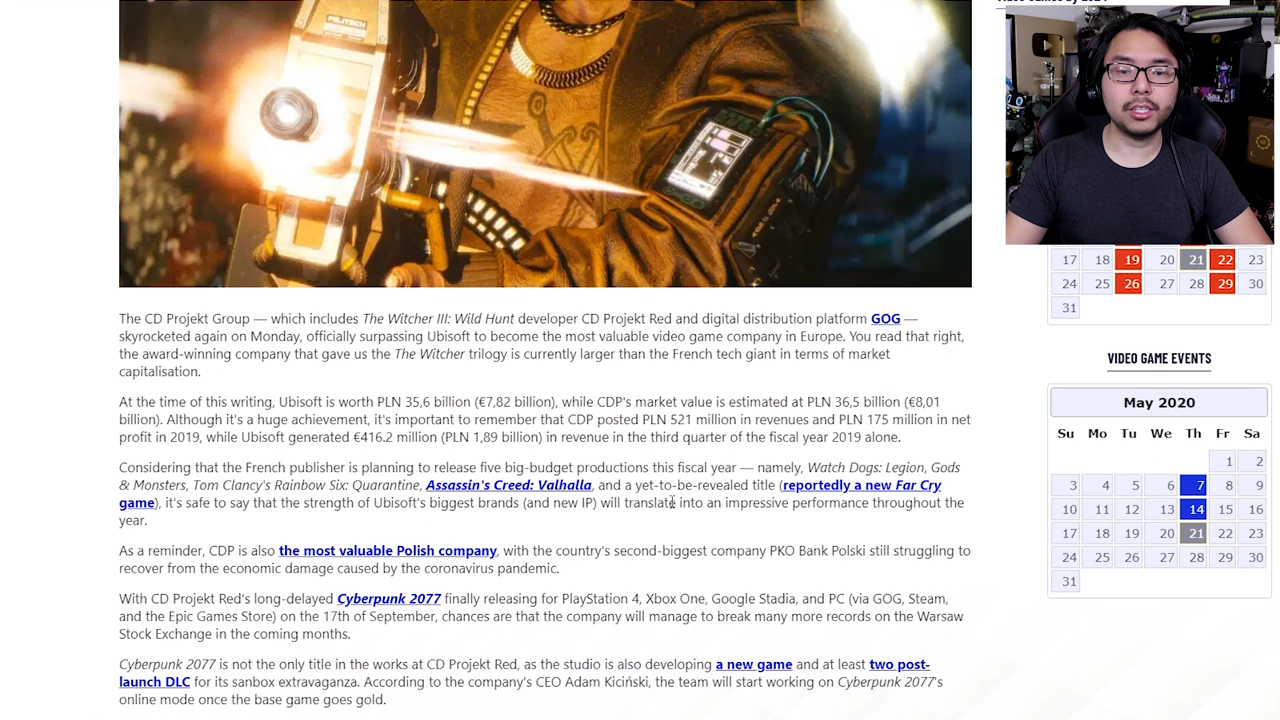 MILITECH
The CD Projekt Group — which includes The Witcher III: Wild Hunt developer CD Projekt Red and digital distribution platform GOG —
skyrocketed again on Monday, officially surpassing Ubisoft to become the most valuable video game company in Europe. You read that right,
the award-winning company that gave us the The Witcher trilogy is currently larger than the French tech giant in terms of market
capitalisation.
At the time of this writing, Ubisoft is worth PLN 35,6 billion (€7,82 billion), while CDP's market value is estimated at PLN 36,5 billion (€8,01
billion). Although it's a huge achievement, it's important to remember that CDP posted PLN 521 million in revenues and PLN 175 million in net
profit in 2019, while Ubisoft generated €416.2 million (PLN 1,89 billion) in revenue in the third quarter of the fiscal year 2019 alone.
Considering that the French publisher is planning to release five big-budget productions this fiscal year — namely, Watch Dogs: Legion, Gods
& Monsters, Tom Clancy's Rainbow Six: Quarantine, Assassin's Creed: Valhalla, and a yet-to-be-revealed title (reportedly a new Far Cry
game), it's safe to say that the strength of Ubisoft's biggest brands (and new IP) will translate into an impressive performance throughout the
year.
As a reminder, CDP is also the most valuable Polish company, with the country's second-biggest company PKO Bank Polski still struggling to
recover from the economic damage caused by the coronavirus pandemic.
With CD Projekt Red's long-delayed Cyberpunk 2077 finally releasing for PlayStation 4, Xbox One, Google Stadia, and PC (via GOG, Steam,
and the Epic Games Store) on the 17th of September, chances are that the company will manage to break many more records on the Warsaw
Stock Exchange in the coming months.
Cyberpunk 2077 is not the only title in the works at CD Projekt Red, as the studio is also developing a new game and at least two post-
launch DLC for its sanbox extravaganza. According to the company's CEO Adam Kiciński, the team will start working on Cyberpunk 2077's
online mode once the base game goes gold.
17 18 19 20 21 22 23
24 25 26 27 28 29 30
31
VIDEO GAME EVENTS
May 2020
Su Mo Tu We Th Fr Sa
1 2
3 4 5 6 7 8 9
10 11 12 13 14 15 16
17 18 19 20 21 22 23
24 25 26 27 28 29 30
31